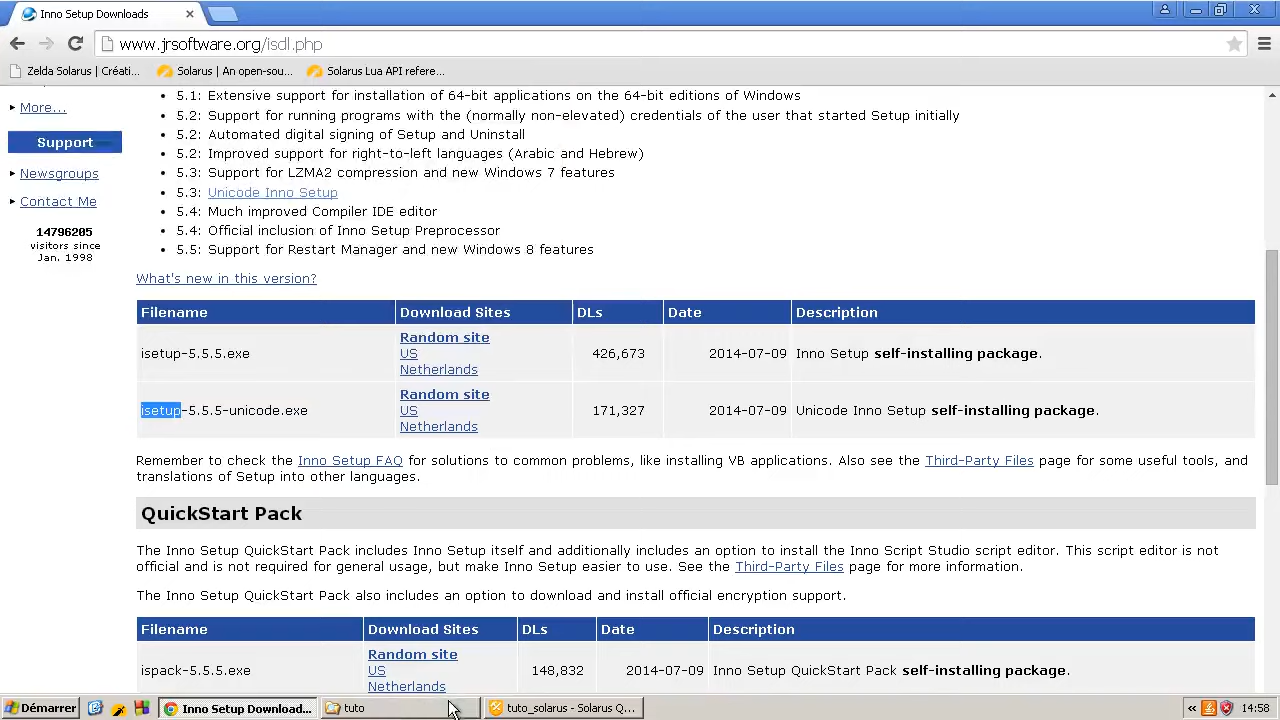 Inno Setup Downloads
www.jrsoftware.org/isdl.php
Zelda Solarus | Créati... Solarus | An open-sou... Solarus Lua API refere...
More...
Support
Newsgroups
Contact Me
14796205
visitors since
Jan. 1998
• 5.1: Extensive support for installation of 64-bit applications on the 64-bit editions of Windows
• 5.2: Support for running programs with the (normally non-elevated) credentials of the user that started Setup initially
• 5.2: Automated digital signing of Setup and Uninstall
• 5.2: Improved support for right-to-left languages (Arabic and Hebrew)
• 5.3: Support for LZMA2 compression and new Windows 7 features
• 5.3: Unicode Inno Setup
• 5.4: Much improved Compiler IDE editor
• 5.4: Official inclusion of Inno Setup Preprocessor
• 5.5: Support for Restart Manager and new Windows 8 features
What's new in this version?
Filename Download Sites DLs Date Description
isetup-5.5.5.exe Random site US Netherlands 426,673 2014-07-09 Inno Setup self-installing package.
isetup-5.5.5-unicode.exe Random site US Netherlands 171,327 2014-07-09 Unicode Inno Setup self-installing package.
Remember to check the Inno Setup FAQ for solutions to common problems, like installing VB applications. Also see the Third-Party Files page for some useful tools, and
translations of Setup into other languages.
QuickStart Pack
The Inno Setup QuickStart Pack includes Inno Setup itself and additionally includes an option to install the Inno Script Studio script editor. This script editor is not
official and is not required for general usage, but make Inno Setup easier to use. See the Third-Party Files page for more information.
The Inno Setup QuickStart Pack also includes an option to download and install official encryption support.
Filename Download Sites DLs Date Description
ispack-5.5.5.exe Random site US Netherlands 148,832 2014-07-09 Inno Setup QuickStart Pack self-installing package.
Démarrer Inno Setup Download... tuto tuto_solarus - Solarus Q... « 14:58